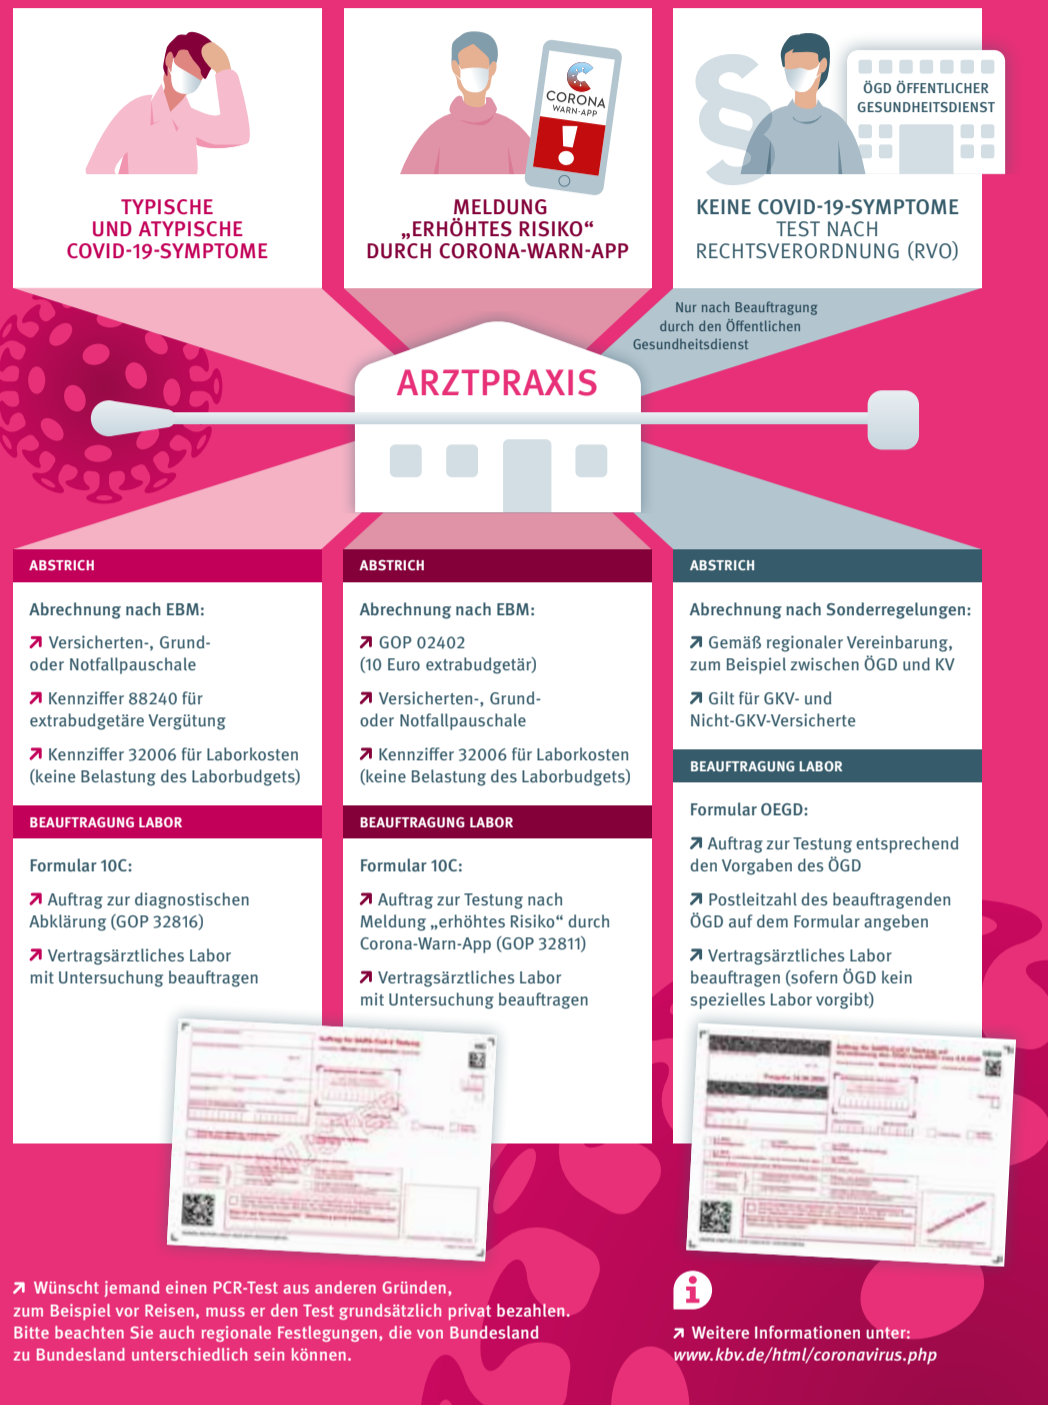 TYPISCHE
UND ATYPISCHE
COVID-19-SYMPTOME
CORONA
WARN-APP
!
MELDUNG
„ERHÖHTES RISIKO“
DURCH CORONA-WARN-APP
§
ÖGD ÖFFENTLICHER
GESUNDHEITSDIENST
KEINE COVID-19-SYMPTOME
TEST NACH
RECHTSVERORDNUNG (RVO)
Nur nach Beauftragung
durch den Öffentlichen
Gesundheitsdienst
ARZTPRAXIS
ABSTRICH
Abrechnung nach EBM:
Versicherten-, Grund-
oder Notfallpauschale
Kennziffer 88240 für
extrabudgetäre Vergütung
Kennziffer 32006 für Laborkosten
(keine Belastung des Laborbudgets)
BEAUFTRAGUNG LABOR
Formular 10C:
Auftrag zur diagnostischen
Abklärung (GOP 32816)
Vertragsärztliches Labor
mit Untersuchung beauftragen
ABSTRICH
Abrechnung nach EBM:
GOP 02402
(10 Euro extrabudgetär)
Versicherten-, Grund-
oder Notfallpauschale
Kennziffer 32006 für Laborkosten
(keine Belastung des Laborbudgets)
BEAUFTRAGUNG LABOR
Formular 10C:
Auftrag zur Testung nach
Meldung „erhöhtes Risiko“ durch
Corona-Warn-App (GOP 32811)
Vertragsärztliches Labor
mit Untersuchung beauftragen
ABSTRICH
Abrechnung nach Sonderregelungen:
Gemäß regionaler Vereinbarung,
zum Beispiel zwischen ÖGD und KV
Gilt für GKV- und
Nicht-GKV-Versicherte
BEAUFTRAGUNG LABOR
Formular OEGD:
Auftrag zur Testung entsprechend
den Vorgaben des ÖGD
Postleitzahl des beauftragenden
ÖGD auf dem Formular angeben
Vertragsärztliches Labor
beauftragen (sofern ÖGD kein
spezielles Labor vorgibt)
Wünscht jemand einen PCR-Test aus anderen Gründen,
zum Beispiel vor Reisen, muss er den Test grundsätzlich privat bezahlen.
Bitte beachten Sie auch regionale Festlegungen, die von Bundesland
zu Bundesland unterschiedlich sein können.
i
Weitere Informationen unter:
www.kbv.de/html/coronavirus.php